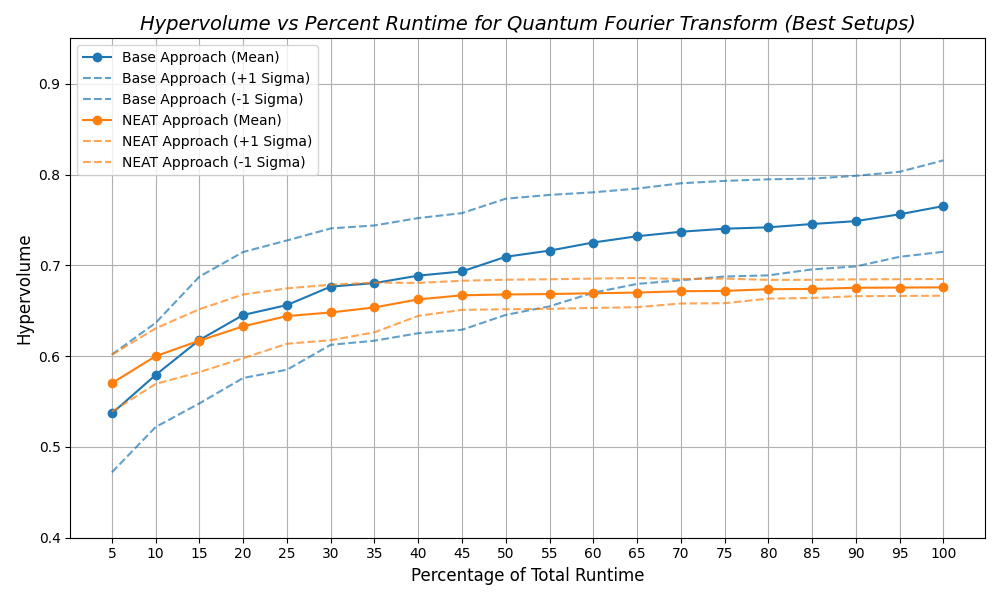 Hypervolume vs Percent Runtime for Quantum Fourier Transform (Best Setups)
Base Approach (Mean)
Base Approach (+1 Sigma)
Base Approach (-1 Sigma)
NEAT Approach (Mean)
NEAT Approach (+1 Sigma)
NEAT Approach (-1 Sigma)
Hypervolume
0.9
0.8
0.7
0.6
0.5
0.4
5 10 15 20 25 30 35 40 45 50 55 60 65 70 75 80 85 90 95 100
Percentage of Total Runtime